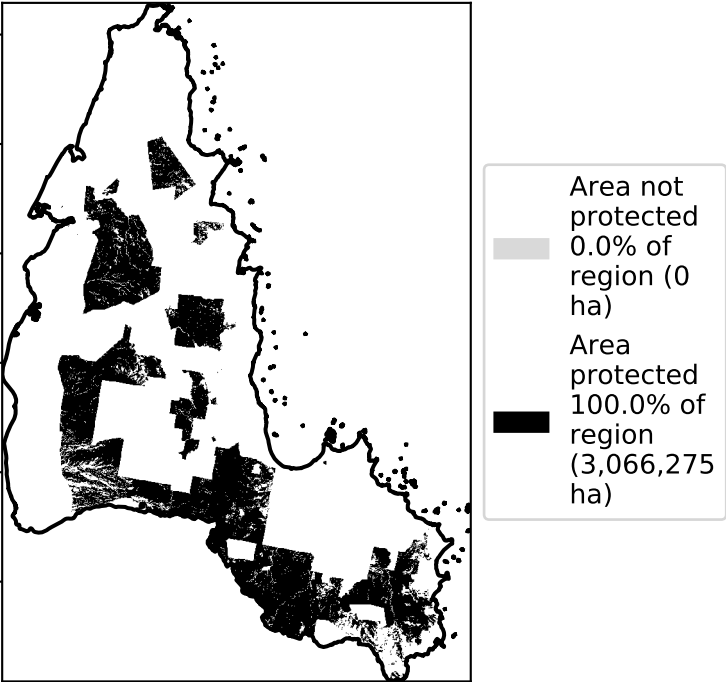 Area not
protected
0.0% of
region (0
ha)
Area
protected
100.0% of
region
(3,066,275
ha)